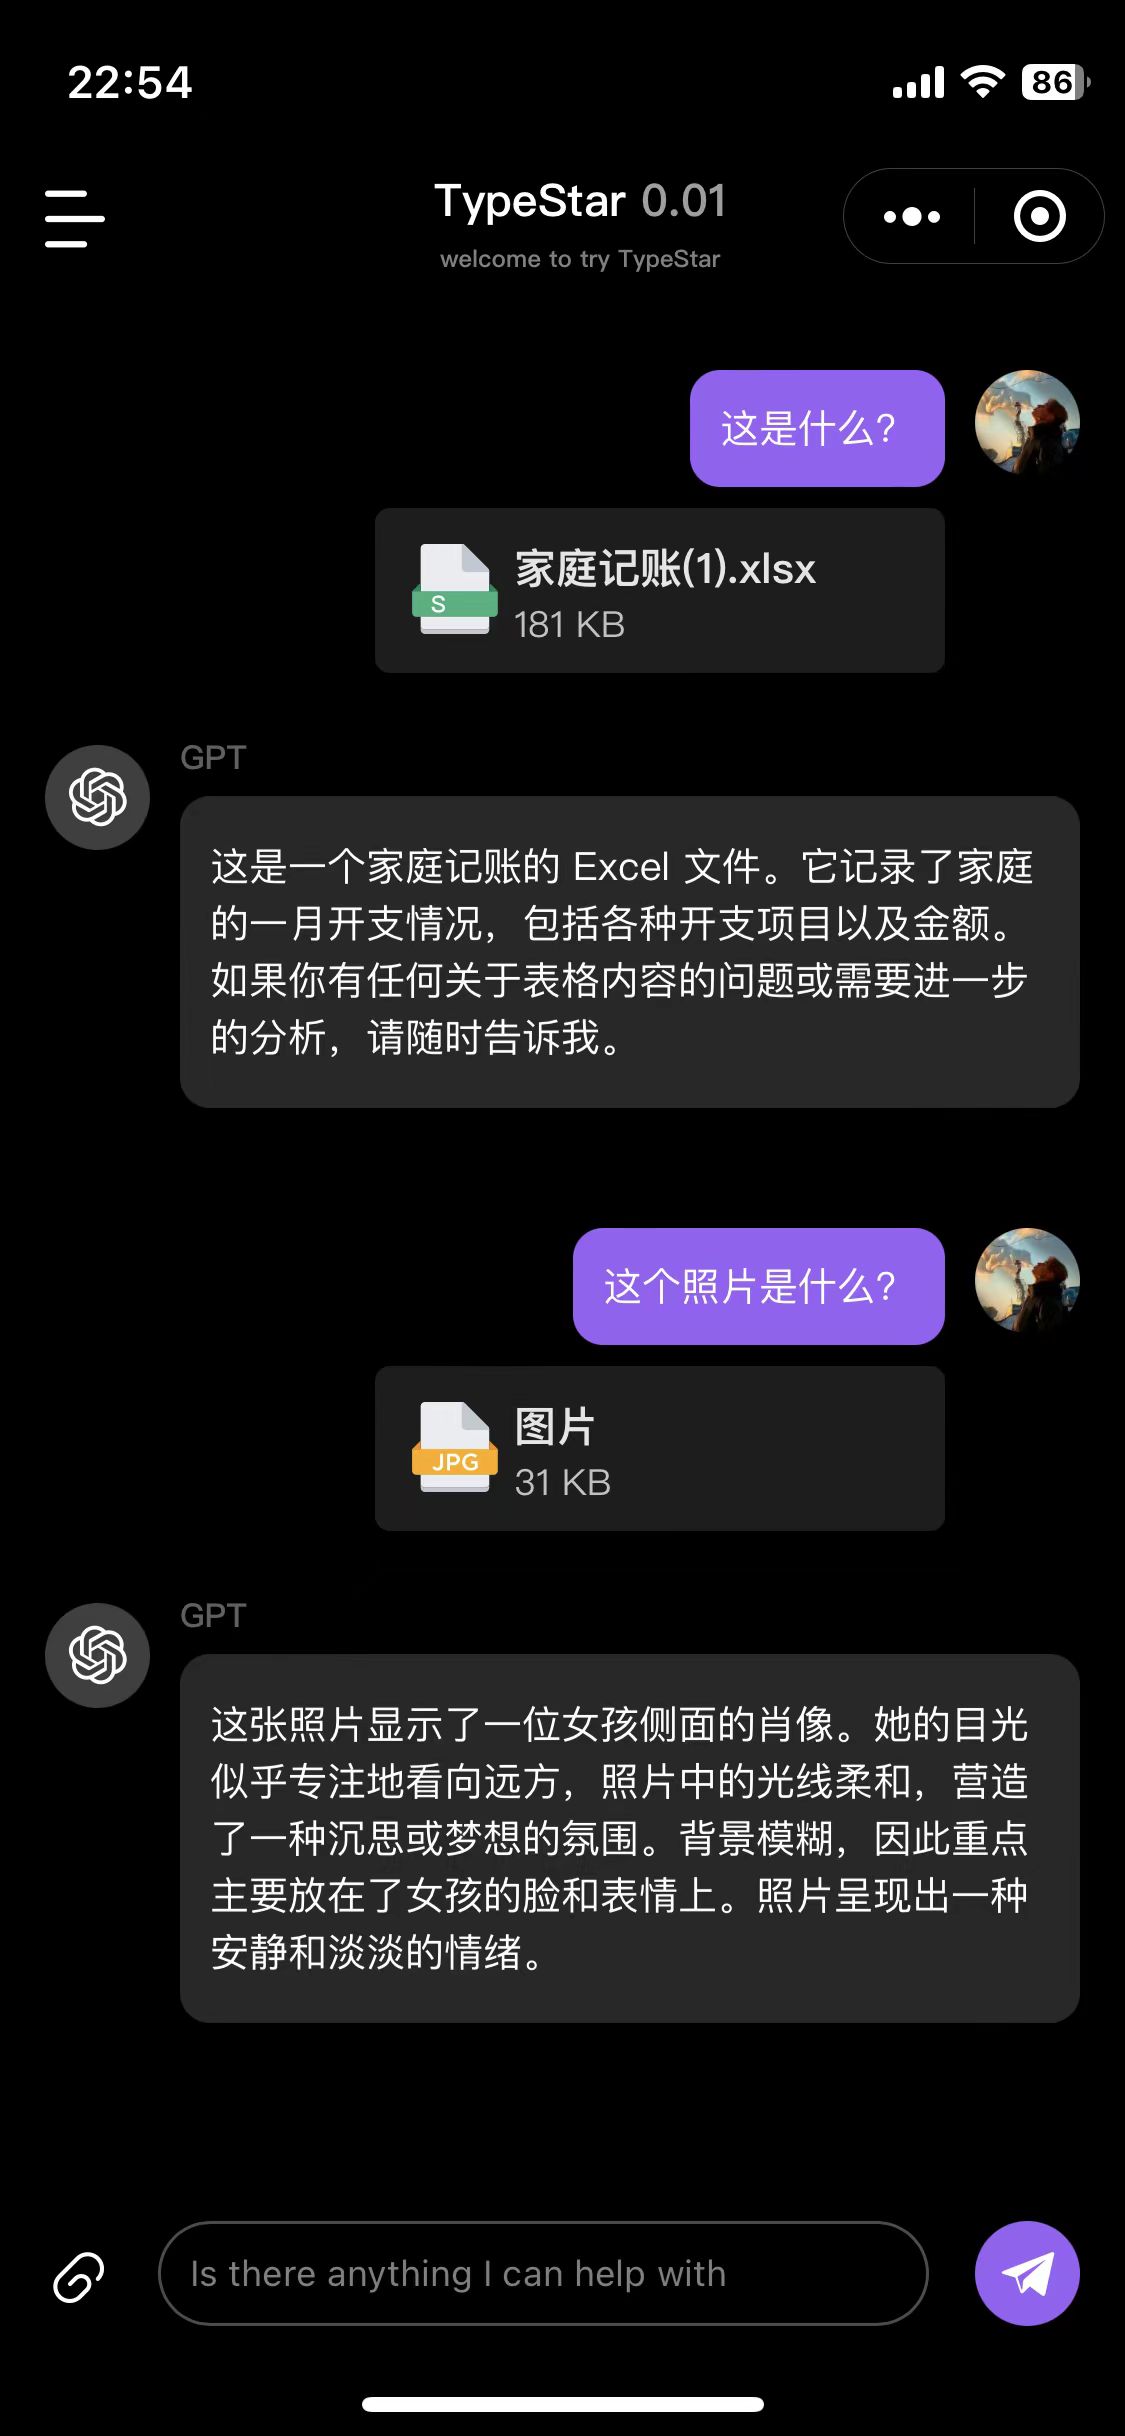 22:54
86
TypeStar 0.01
welcome to try TypeStar
这是什么?
家庭记账(1).xlsx
S
181 KB
GPT
这是一个家庭记账的 Excel 文件。它记录了家庭
的一月开支情况，包括各种开支项目以及金额。
如果你有任何关于表格内容的问题或需要进一步
的分析，请随时告诉我。
这个照片是什么?
图片
JPG
31 KB
GPT
这张照片显示了一位女孩侧面的肖像。她的目光
似乎专注地看向远方，照片中的光线柔和，营造
了一种沉思或梦想的氛围。背景模糊，因此重点
主要放在了女孩的脸和表情上。照片呈现出一种
安静和淡淡的情绪。
Is there anything I can help with